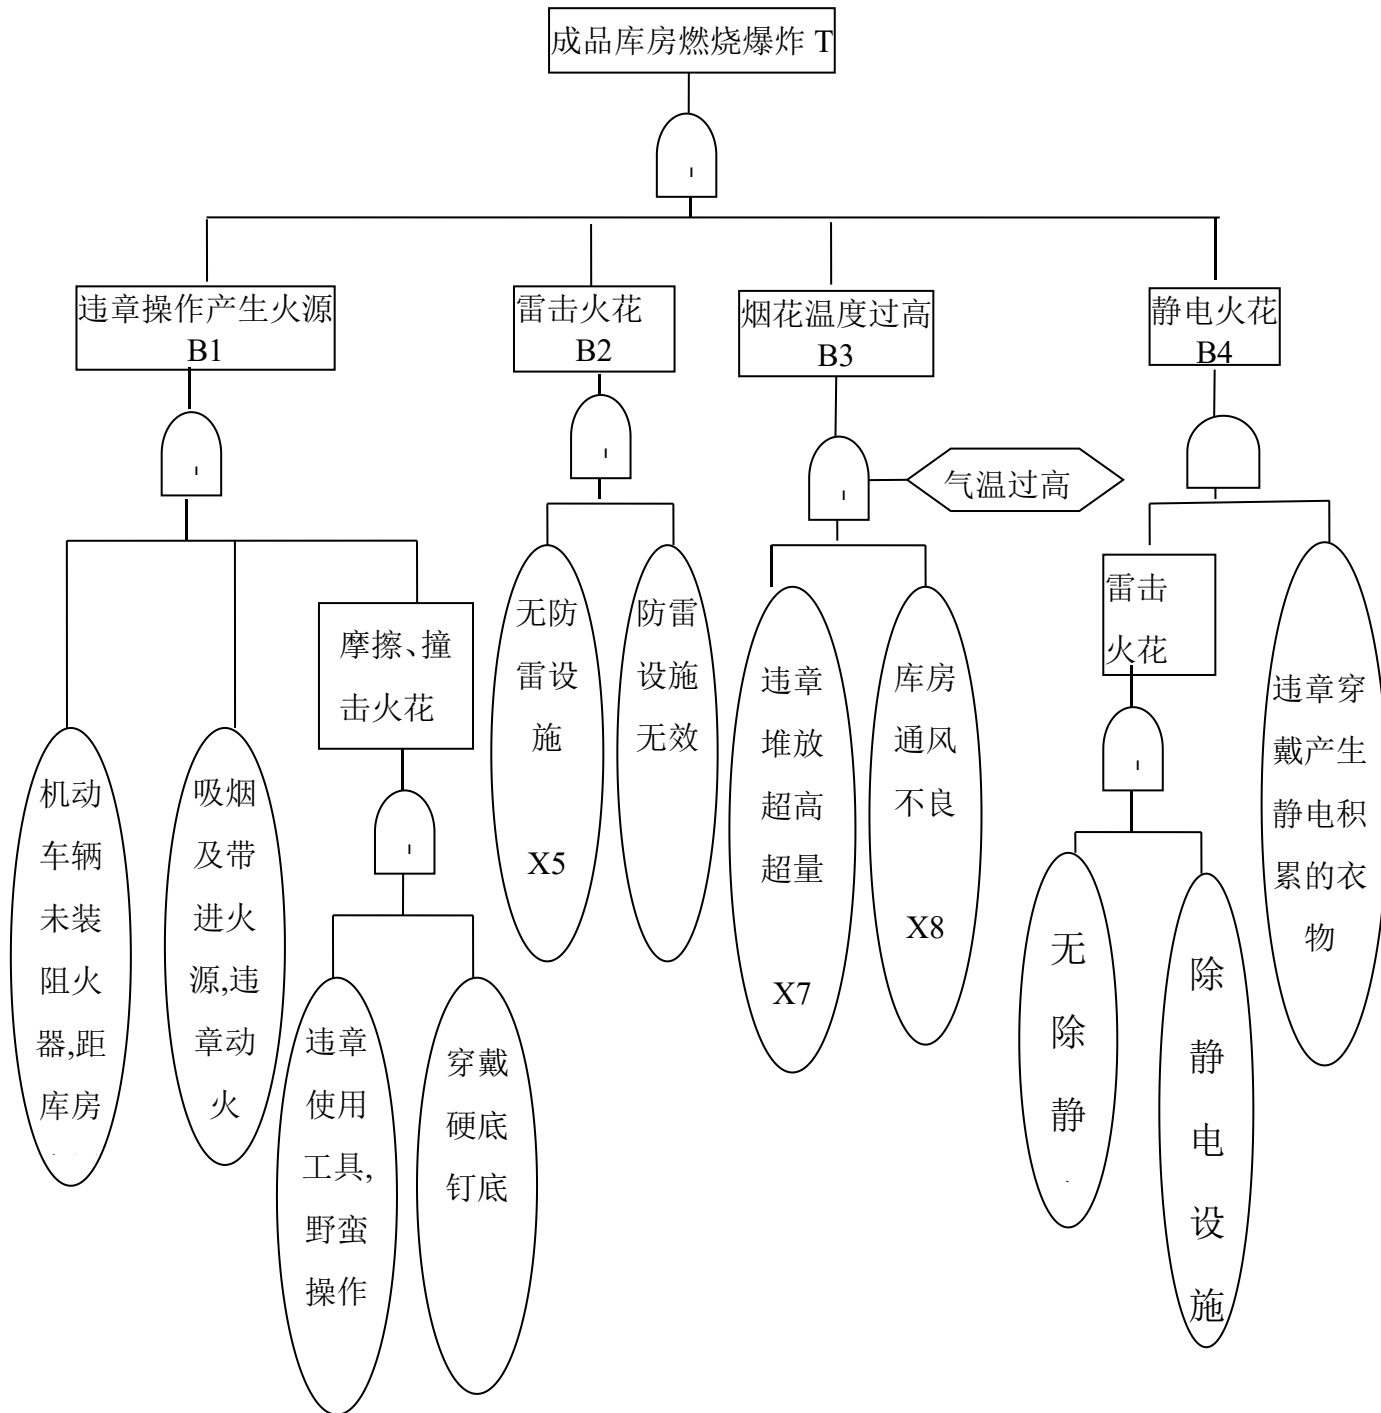 成品库房燃烧爆炸 T
违章操作产生火源
B1
雷击火花
B2
烟花温度过高
B3
静电火花
B4
气温过高
摩擦、撞
击火花
无防
雷设
施
X5
防雷
设施
无效
违章
堆放
超高
超量
X7
库房
通风
不良
X8
雷击
火花
违章穿
戴产生
静电积
累的衣
物
机动
车辆
未装
阻火
器,距
库房
吸烟
及带
进火
源,违
章动
火
违章
使用
工具,
野蛮
操作
穿戴
硬底
钉底
无
除
静
除
静
电
设
施